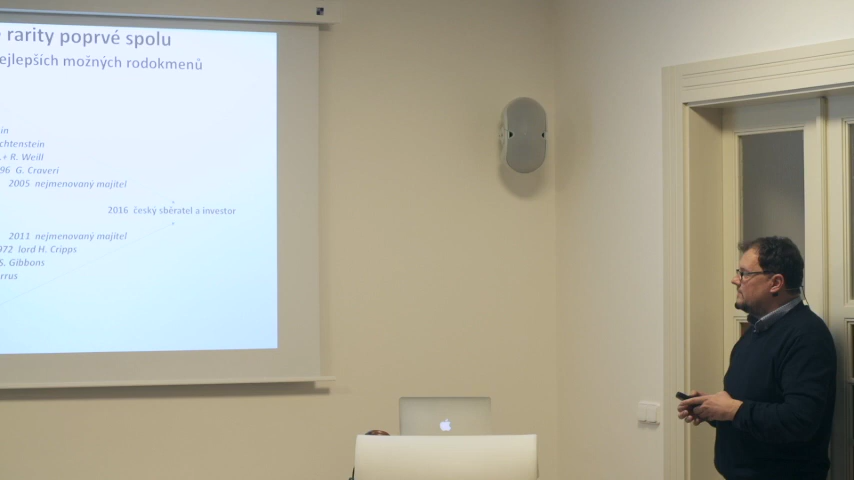 rarity poprvé spolu
ejlepších možných rodokmenů
in
chtenstein
.+ R. Weill
96 G. Craveri
2005 nejmenovaný majitel
2016 český sběratel a investor
2011 nejmenovaný majitel
972 lord H. Cripps
S. Gibbons
rrus